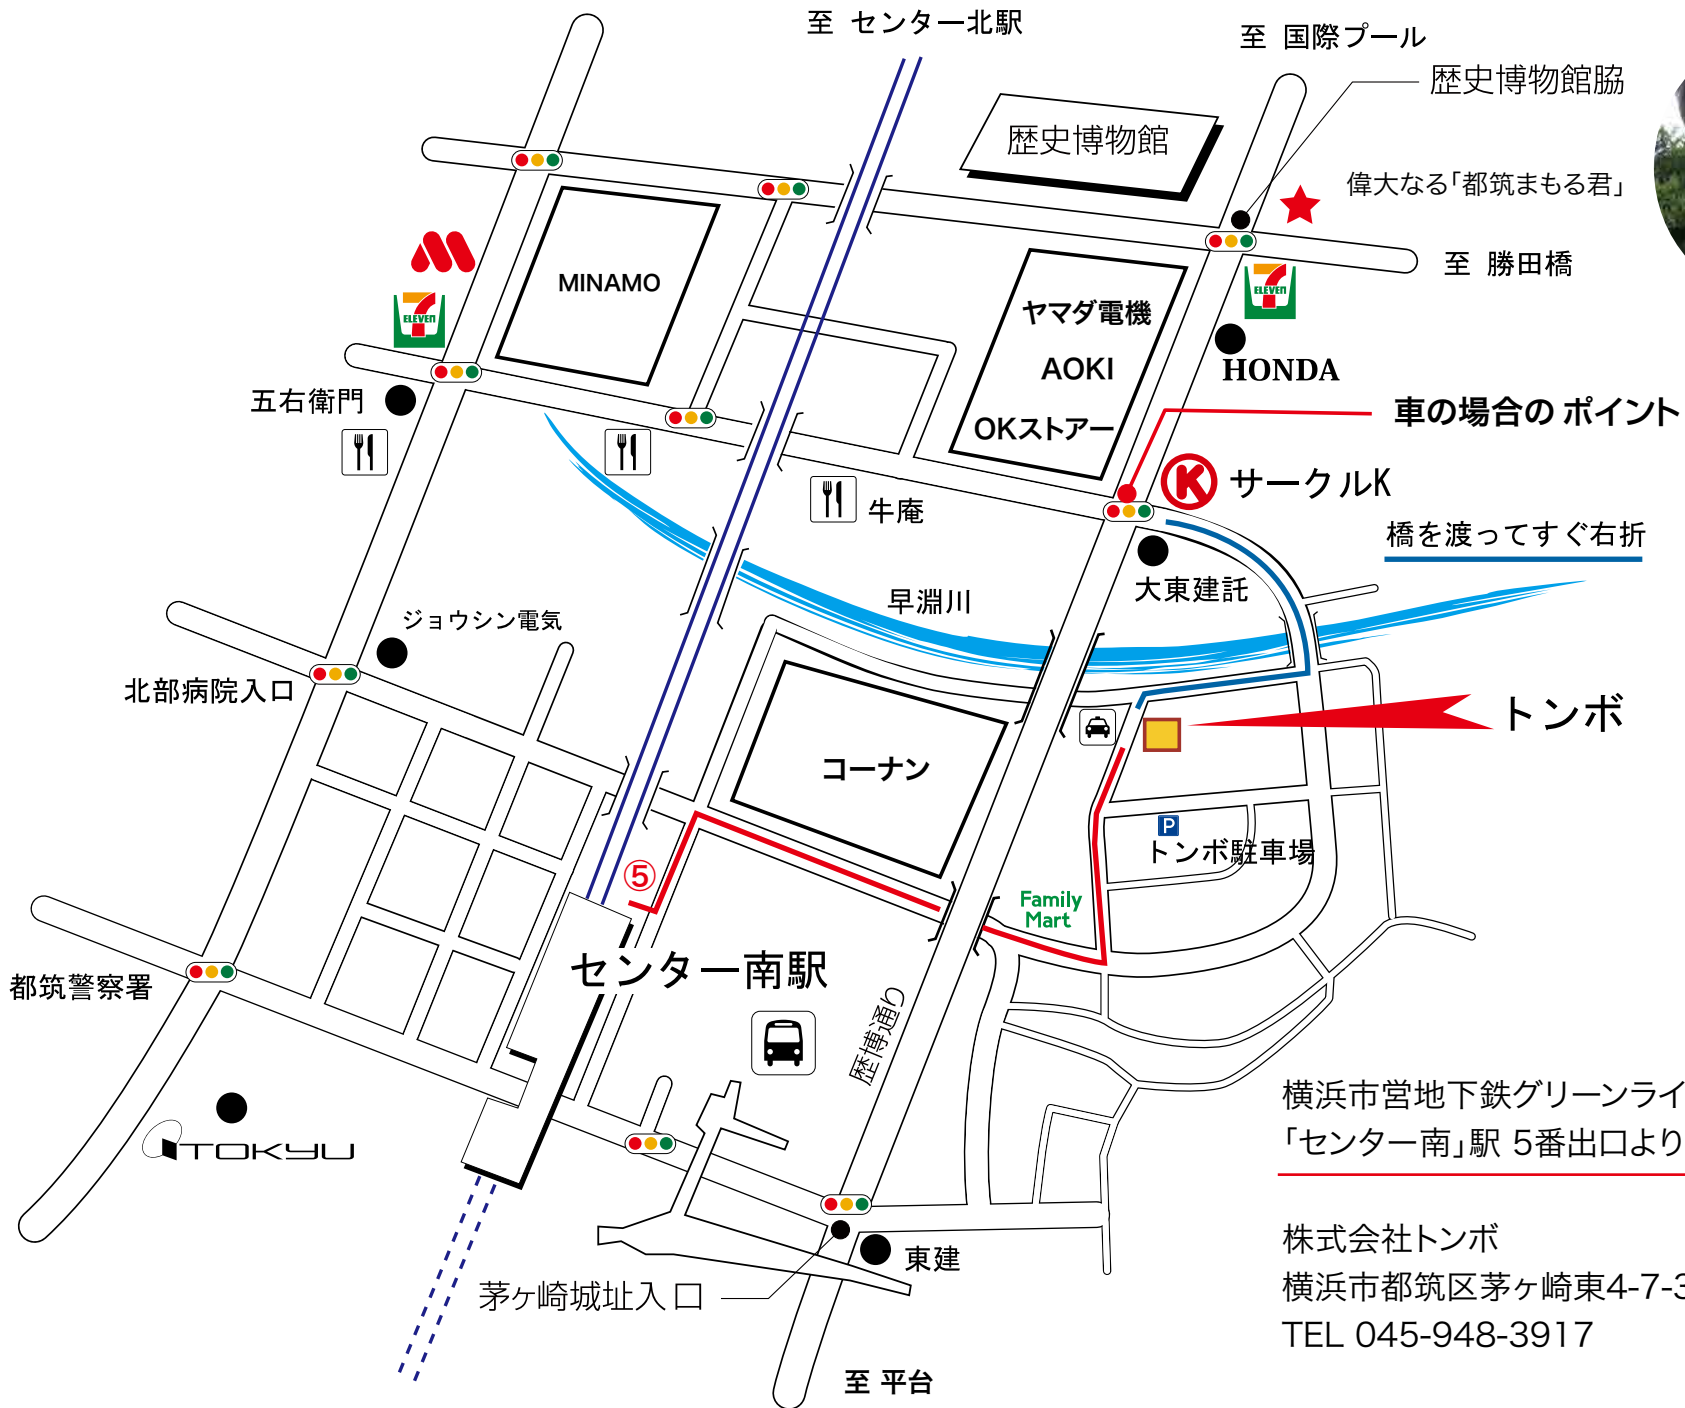 至 センター北駅
至 国際プール
歴史博物館脇
歴史博物館
偉大なる「都筑まもる君」
至 勝田橋
MINAMO
7
ELEVEn
7
ELEVEn
ヤマダ電機
AOKI
OKストアー
HONDA
五右衛門
車の場合の ポイント
K
サークルK
牛庵
橋を渡ってすぐ右折
大東建託
早淵川
ジョウシン電気
北部病院入口
トンボ
コーナン
P
トンボ駐車場
⑤
Family
Mart
センター南駅
都筑警察署
歴博通り
TOKYU
横浜市営地下鉄グリーンライ
「センター南」駅 5番出口より
株式会社トンボ
横浜市都筑区茅ヶ崎東4-7-3
TEL 045-948-3917
東建
茅ヶ崎城址入口
至 平台